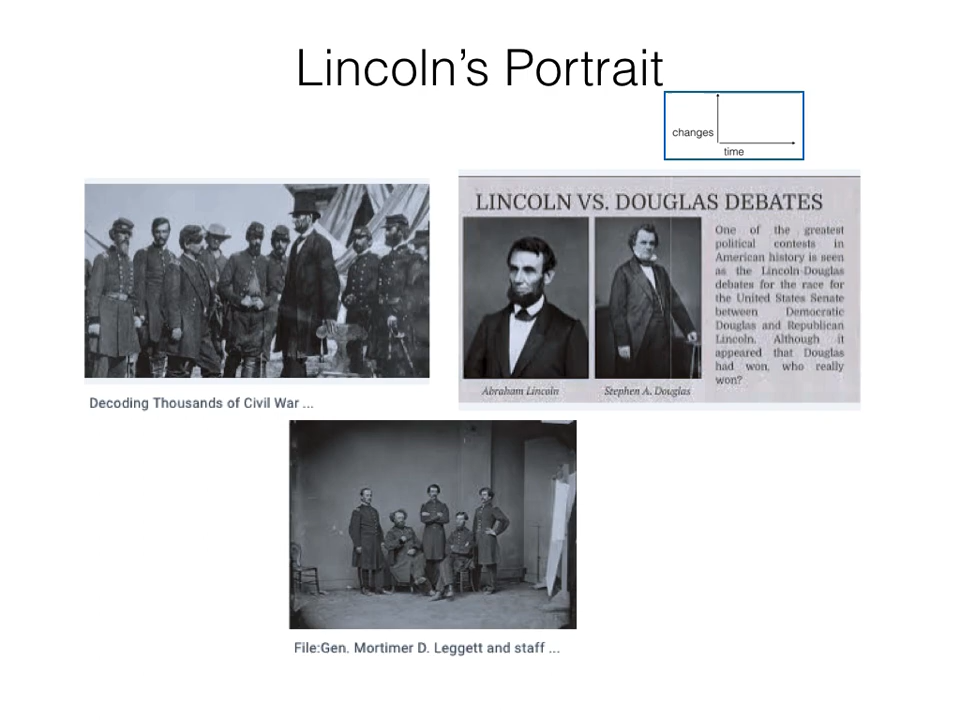 Lincoln’s Portrait
changes
time
LINCOLN VS. DOUGLAS DEBATES
One of the greatest
political contests in
American history is seen
as the Lincoln-Douglas
debates for the race for
the United States Senate
between Democratic
Douglas and Republican
Lincoln. Although it
appeared that Douglas
had won, who really
won?
Abraham Lincoln
Stephen A. Douglas
Decoding Thousands of Civil War ...
File:Gen. Mortimer D. Leggett and staff ...